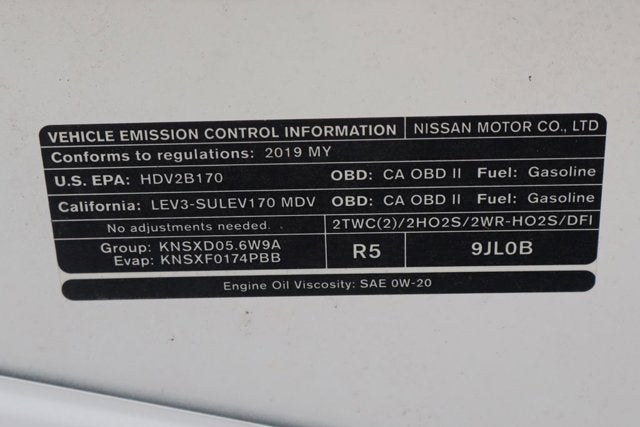 VEHICLE EMISSION CONTROL INFORMATION NISSAN MOTOR CO., LTD
Conforms to regulations: 2019 MY
U.S. EPA: HDV2B170 OBD: CA OBD II Fuel: Gasoline
California: LEV3-SULEV170 MDV OBD: CA OBD II Fuel: Gasoline
No adjustments needed. 2TWC(2)/2HO2S/2WR-HO2S/DFI
Group: KNSXD05.6W9A
Evap: KNSXF0174PBB
R5 9JL0B
Engine Oil Viscosity: SAE 0W-20